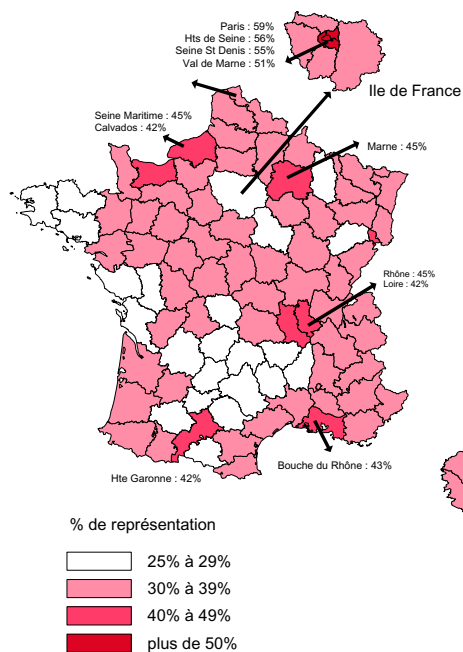 Paris : 59%
Hts de Seine : 56%
Seine St Denis : 55%
Val de Marne : 51%
Ile de France
Seine Maritime : 45%
Calvados : 42%
Marne : 45%
Rhône : 45%
Loire : 42%
Bouche du Rhône : 43%
Hte Garonne : 42%
% de représentation
25% à 29%
30% à 39%
40% à 49%
plus de 50%